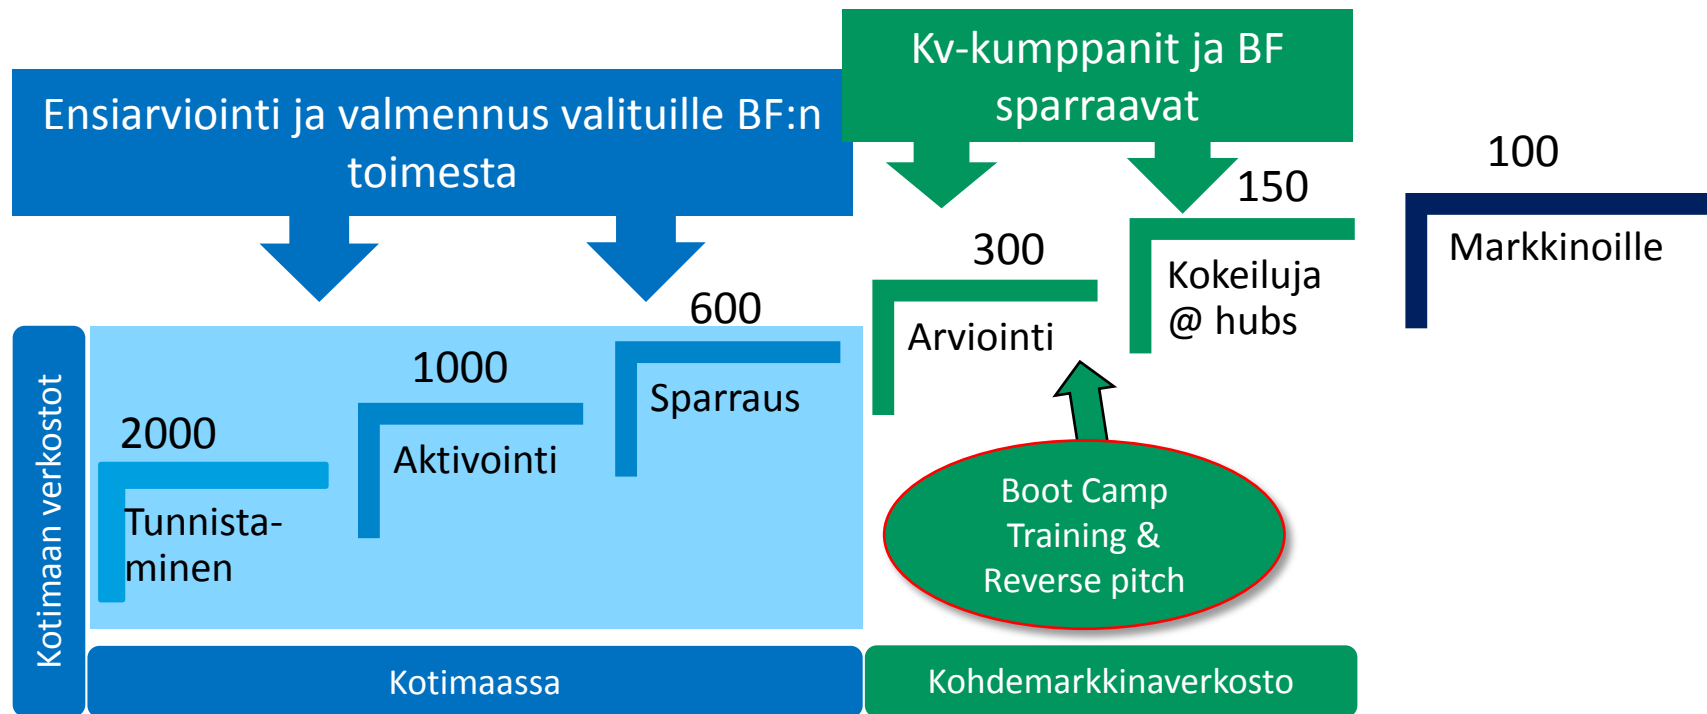 Ensiarviointi ja valmennus valituille BF:n
toimesta
Kv-kumppanit ja BF
sparraavat
2000
Tunnista-
minen
1000
Aktivointi
600
Sparraus
300
Arviointi
150
Kokeiluja
@ hubs
100
Markkinoille
Boot Camp
Training &
Reverse pitch
Kotimaan verkostot
Kotimaassa
Kohdemarkkinaverkosto